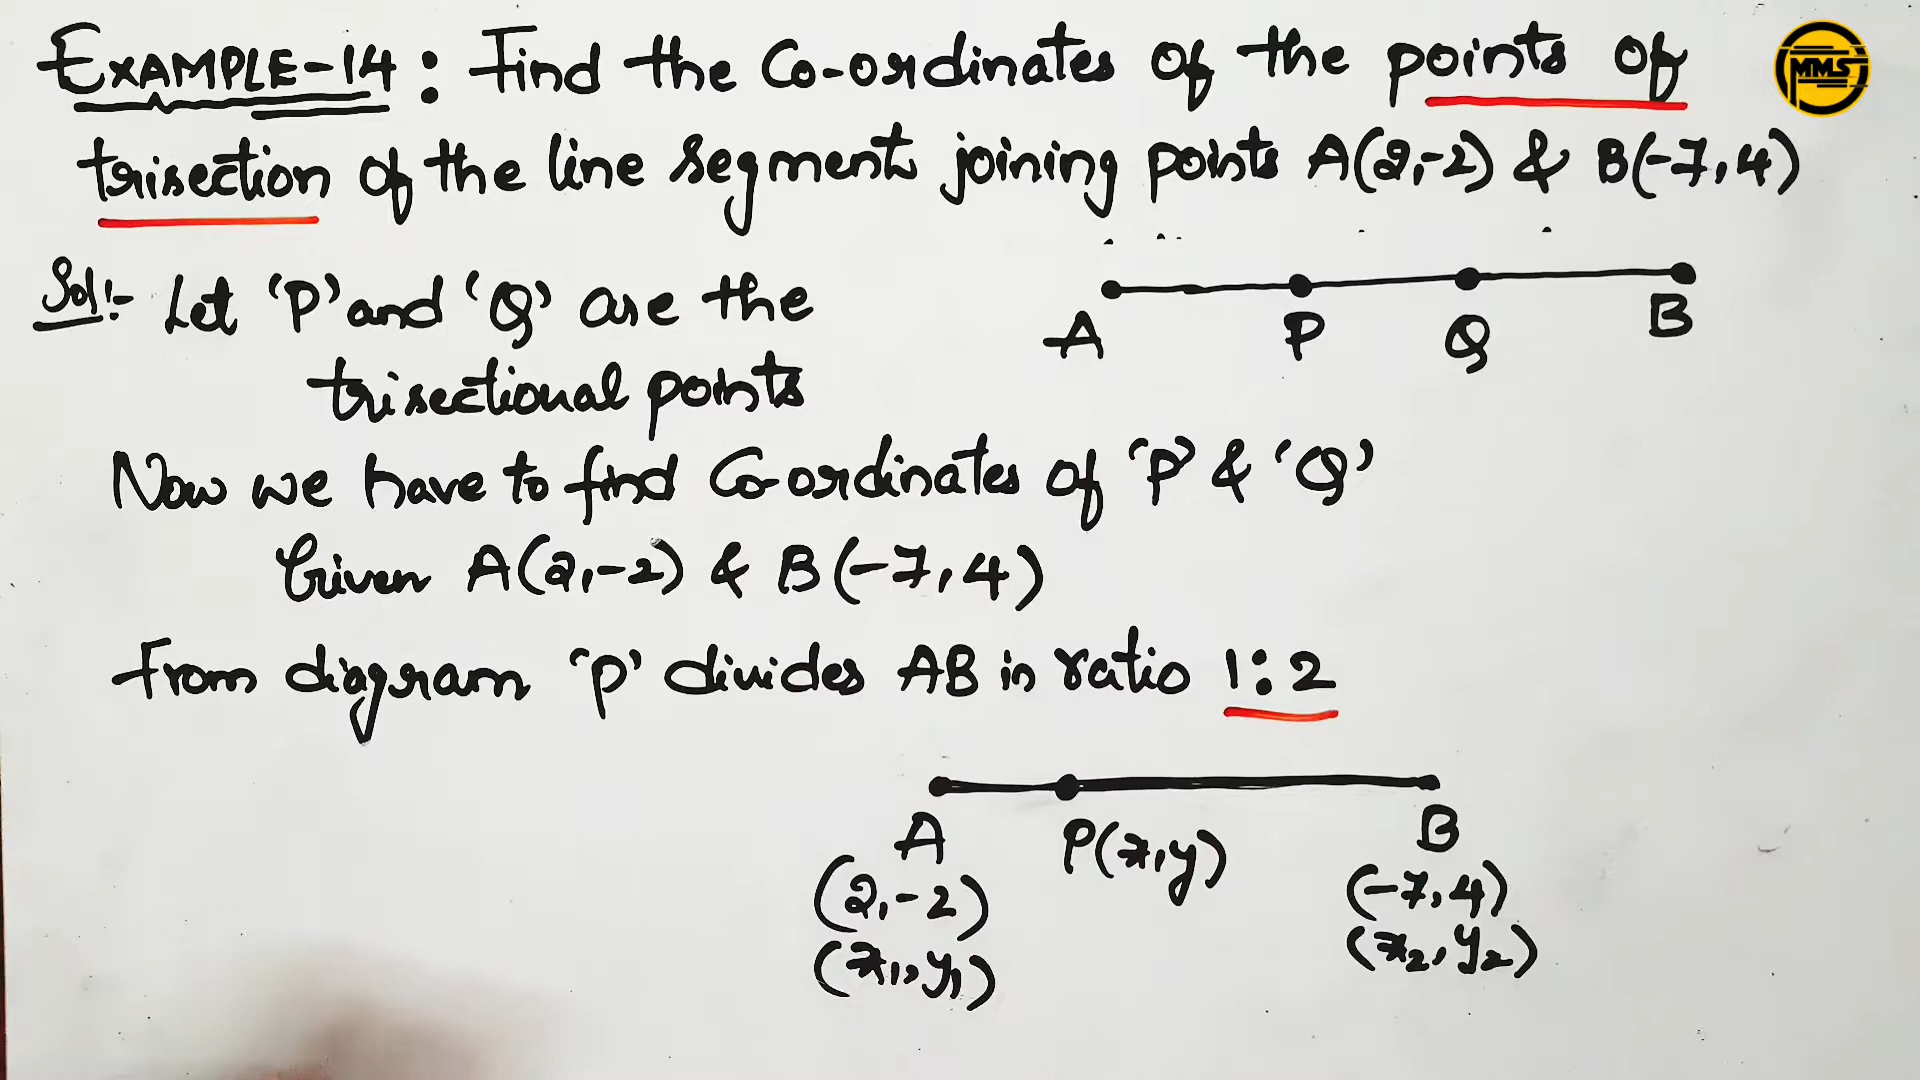 EXAMPLE-14 : Find the Co-ordinates of the points of
trisection of the line segment joining points A(2,-2) & B(-7,4)
Sol:- Let 'P' and 'Q' are the
trisectional points
A P Q B
Now we have to find Co-ordinates of 'P' & 'Q'
Given A(2,-2) & B(-7,4)
From diagram 'p' divides AB in ratio 1:2
A P(x,y) B
(2,-2) (-7,4)
(x₁,y₁) (x₂,y₂)
MMS